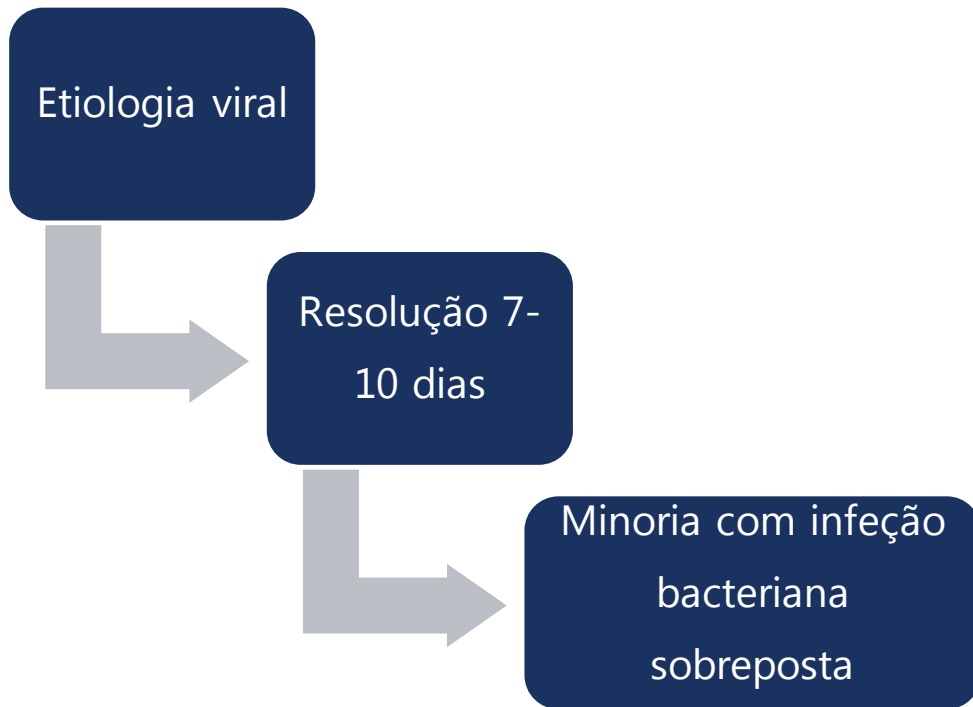 Etiologia viral
Resolução 7-
10 dias
Minoria com infeção
bacteriana
sobreposta